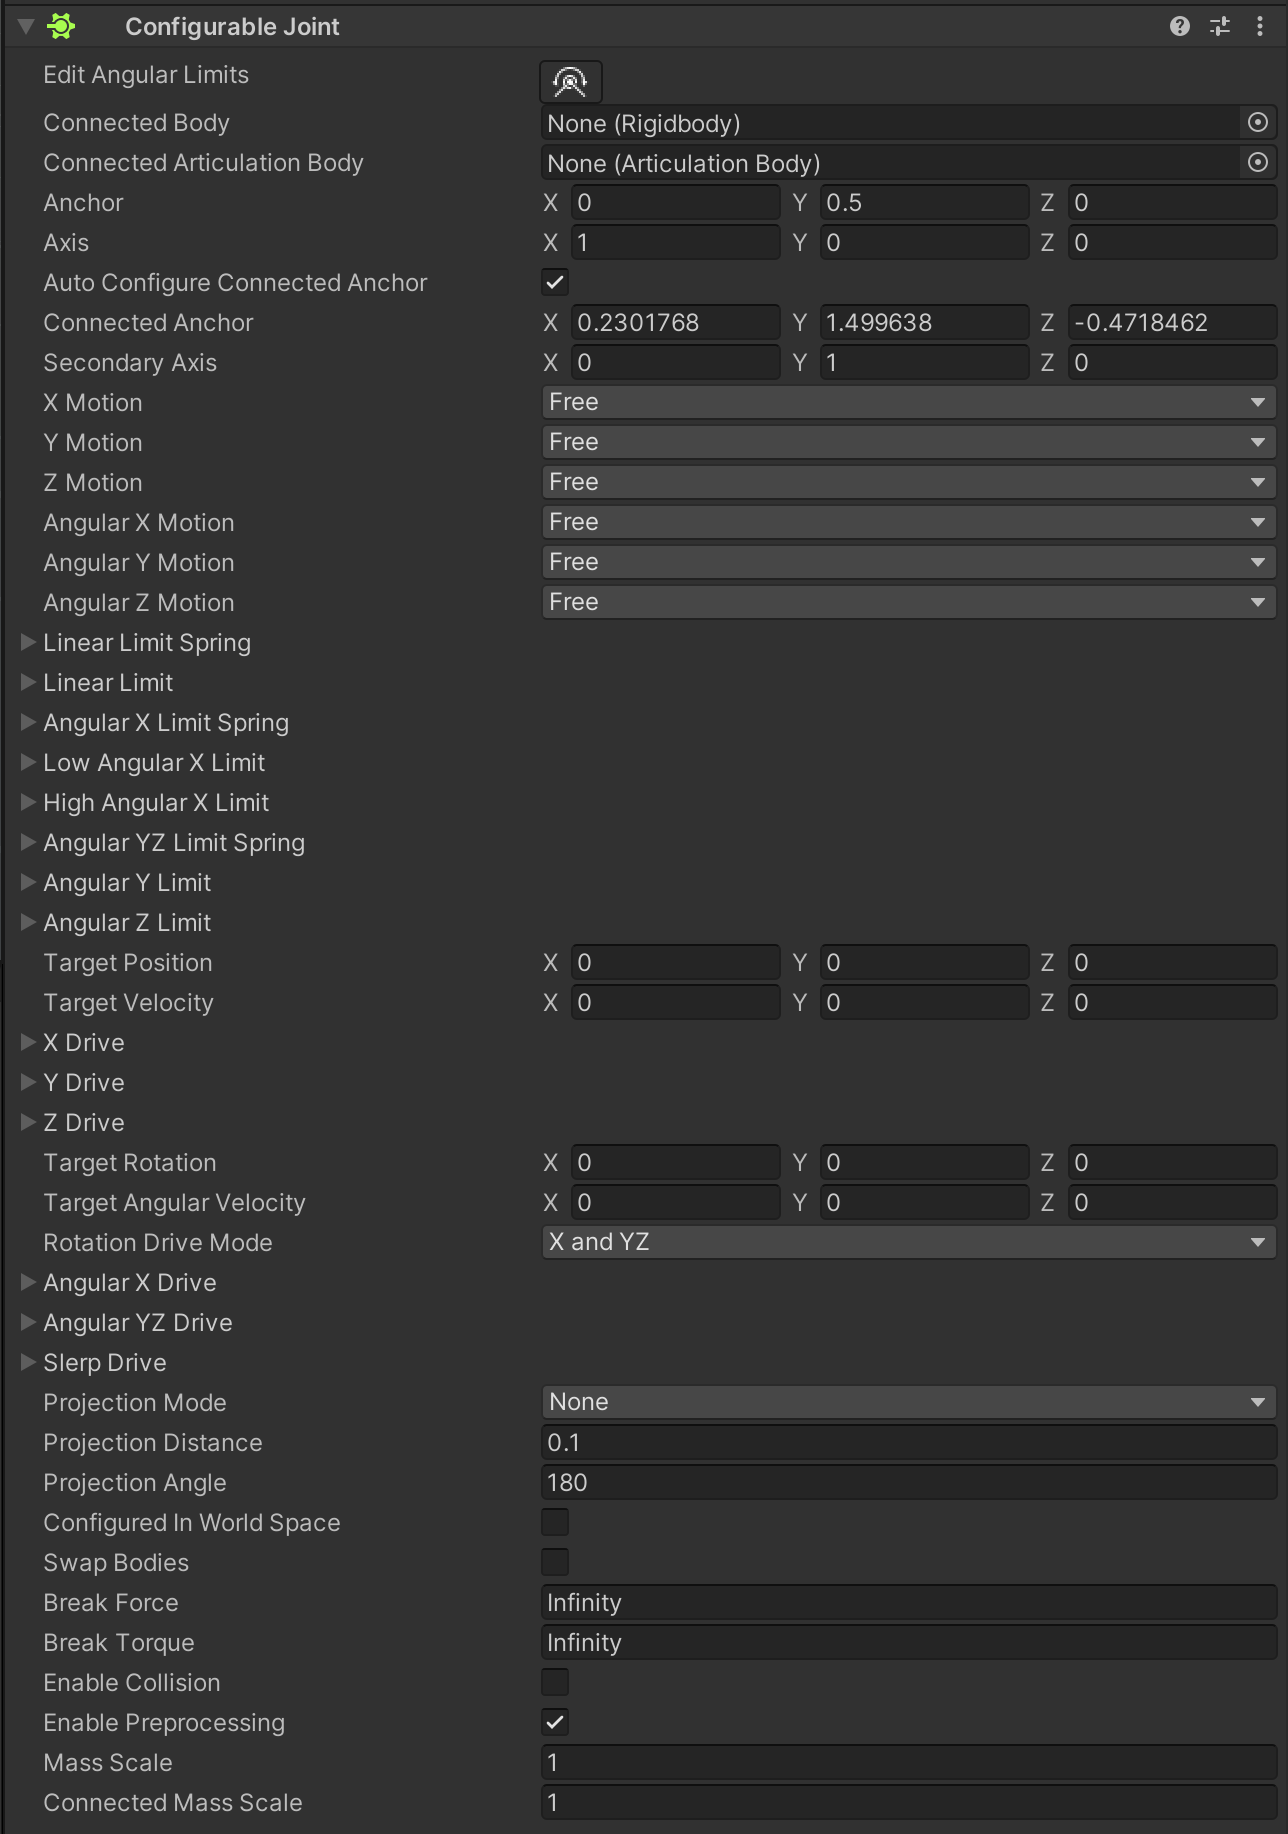 Configurable Joint
Edit Angular Limits
Connected Body None (Rigidbody)
Connected Articulation Body None (Articulation Body)
Anchor X 0 Y 0.5 Z 0
Axis X 1 Y 0 Z 0
Auto Configure Connected Anchor
Connected Anchor X 0.2301768 Y 1.499638 Z -0.4718462
Secondary Axis X 0 Y 1 Z 0
X Motion Free
Y Motion Free
Z Motion Free
Angular X Motion Free
Angular Y Motion Free
Angular Z Motion Free
Linear Limit Spring
Linear Limit
Angular X Limit Spring
Low Angular X Limit
High Angular X Limit
Angular YZ Limit Spring
Angular Y Limit
Angular Z Limit
Target Position X 0 Y 0 Z 0
Target Velocity X 0 Y 0 Z 0
X Drive
Y Drive
Z Drive
Target Rotation X 0 Y 0 Z 0
Target Angular Velocity X 0 Y 0 Z 0
Rotation Drive Mode X and YZ
Angular X Drive
Angular YZ Drive
Slerp Drive
Projection Mode None
Projection Distance 0.1
Projection Angle 180
Configured In World Space
Swap Bodies
Break Force Infinity
Break Torque Infinity
Enable Collision
Enable Preprocessing
Mass Scale 1
Connected Mass Scale 1